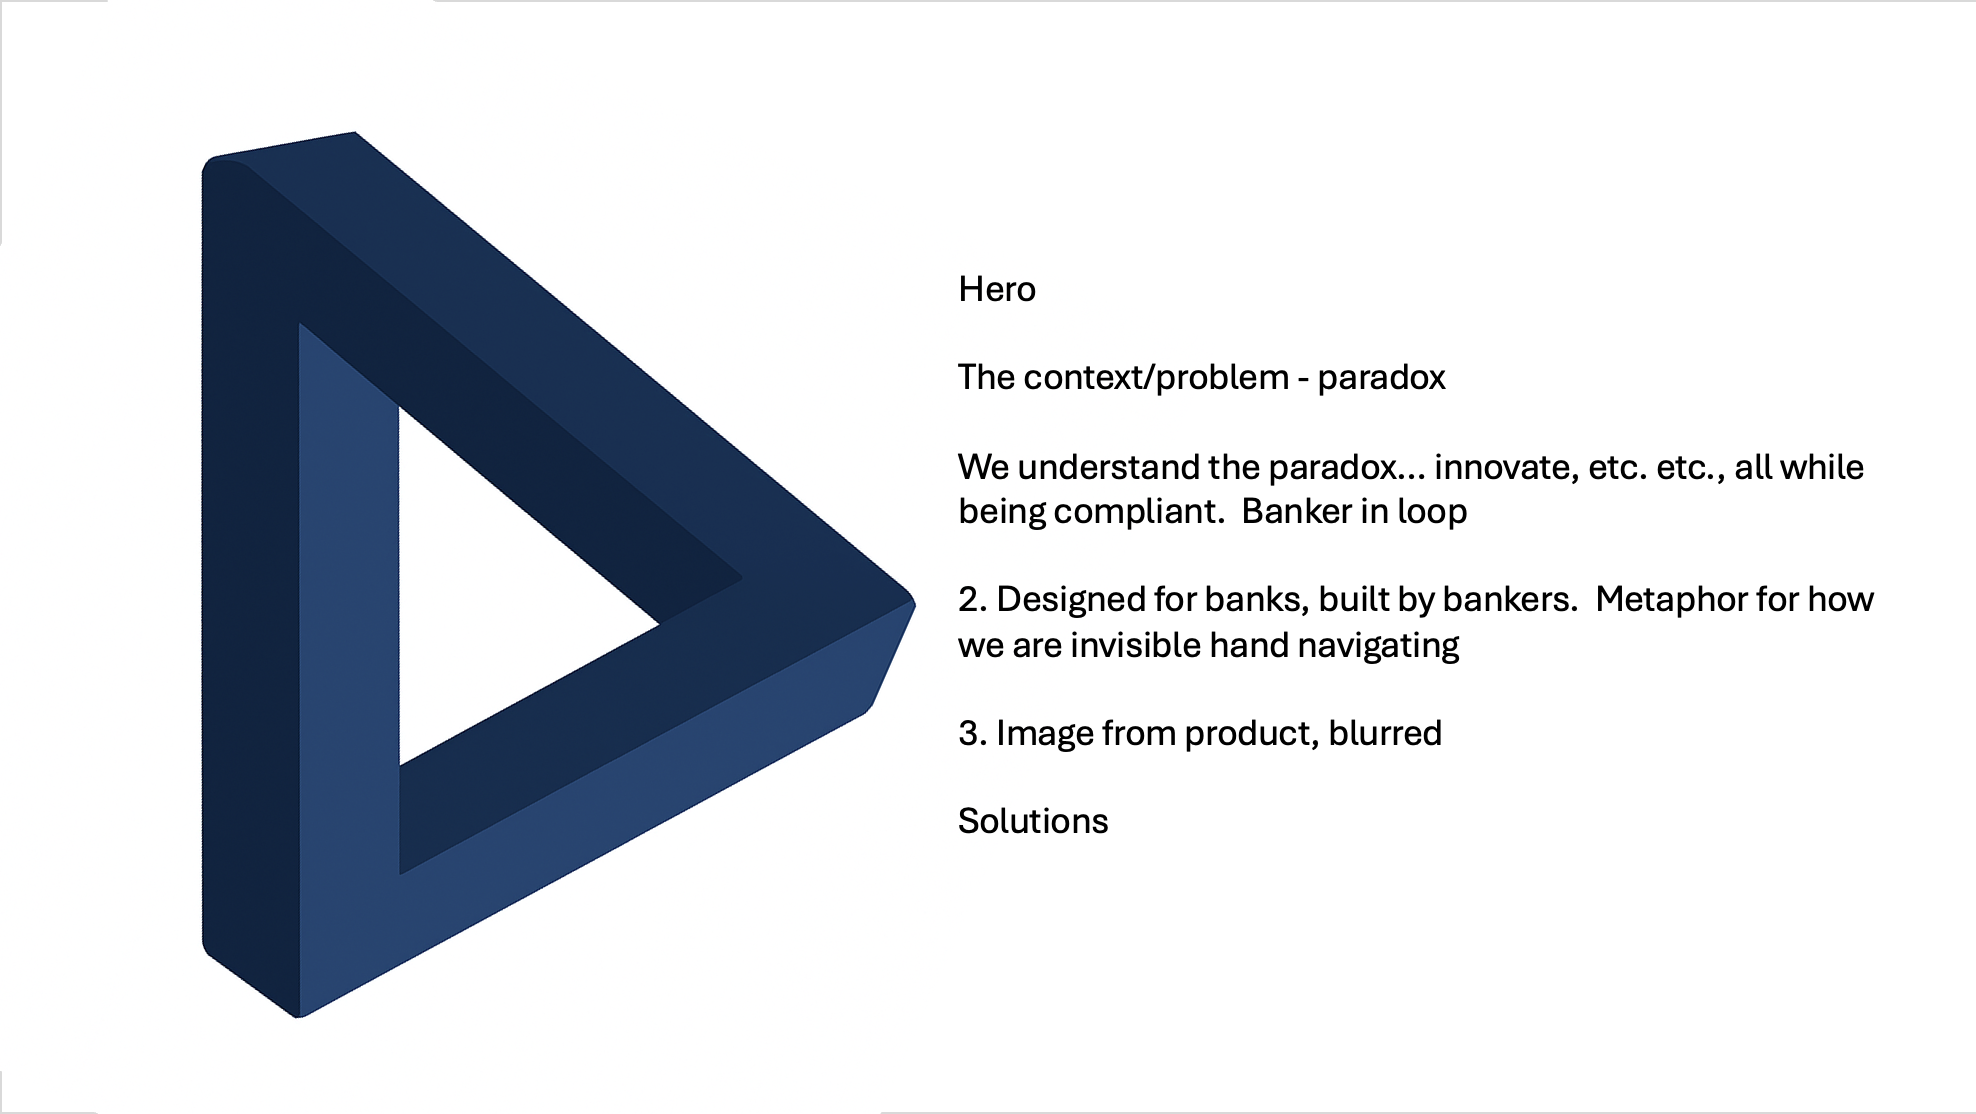 Hero
The context/problem - paradox
We understand the paradox... innovate, etc. etc., all while
being compliant.  Banker in loop
2. Designed for banks, built by bankers.  Metaphor for how
we are invisible hand navigating
3. Image from product, blurred
Solutions